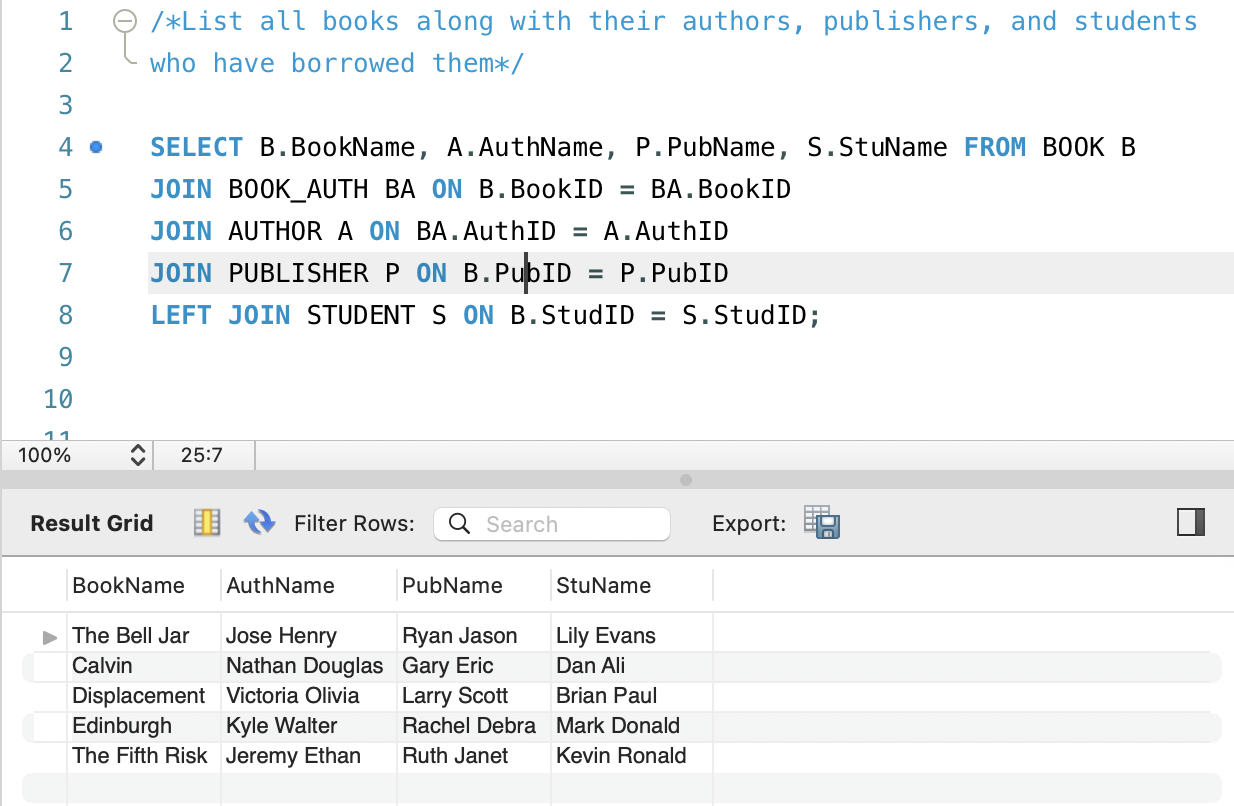 1 /*List all books along with their authors, publishers, and students
2 who have borrowed them*/
3
4 SELECT B.BookName, A.AuthName, P.PubName, S.StuName FROM BOOK B
5 JOIN BOOK_AUTH BA ON B.BookID = BA.BookID
6 JOIN AUTHOR A ON BA.AuthID = A.AuthID
7 JOIN PUBLISHER P ON B.PubID = P.PubID
8 LEFT JOIN STUDENT S ON B.StudID = S.StudID;
9
10
11
100% 25:7
Result Grid Filter Rows: Search Export:
BookName AuthName PubName StuName
The Bell Jar Jose Henry Ryan Jason Lily Evans
Calvin Nathan Douglas Gary Eric Dan Ali
Displacement Victoria Olivia Larry Scott Brian Paul
Edinburgh Kyle Walter Rachel Debra Mark Donald
The Fifth Risk Jeremy Ethan Ruth Janet Kevin Ronald